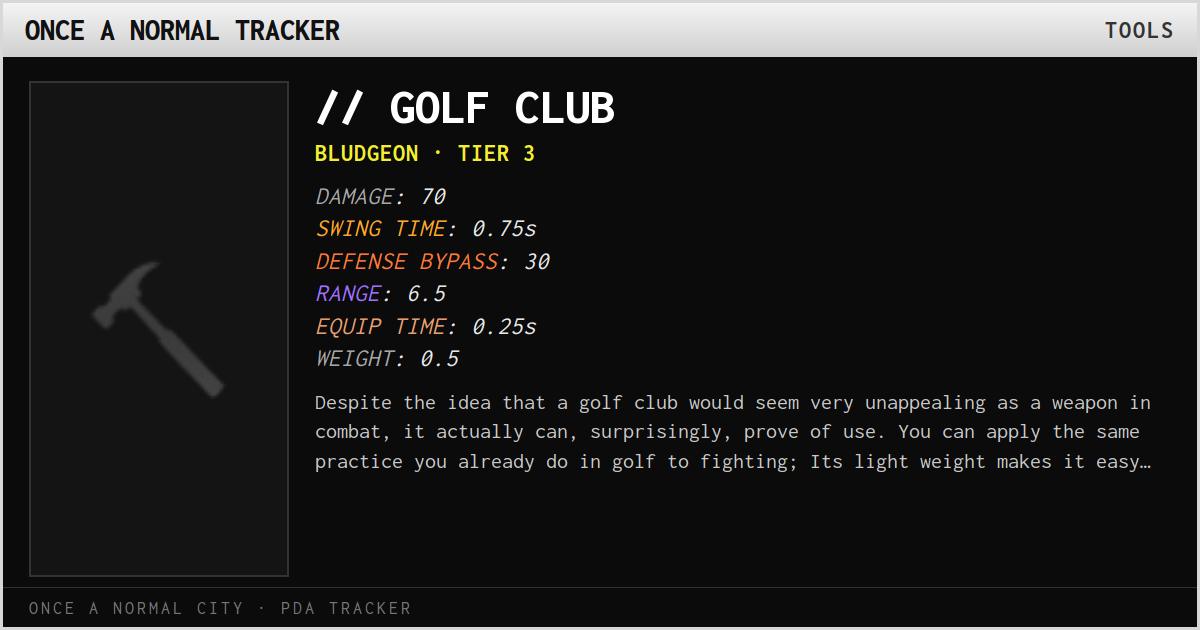 ONCE A NORMAL TRACKER
TOOLS
// GOLF CLUB
BLUDGEON · TIER 3
DAMAGE: 70
SWING TIME: 0.75s
DEFENSE BYPASS: 30
RANGE: 6.5
EQUIP TIME: 0.25s
WEIGHT: 0.5
Despite the idea that a golf club would seem very unappealing as a weapon in
combat, it actually can, surprisingly, prove of use. You can apply the same
practice you already do in golf to fighting; Its light weight makes it easy…
ONCE A NORMAL CITY · PDA TRACKER